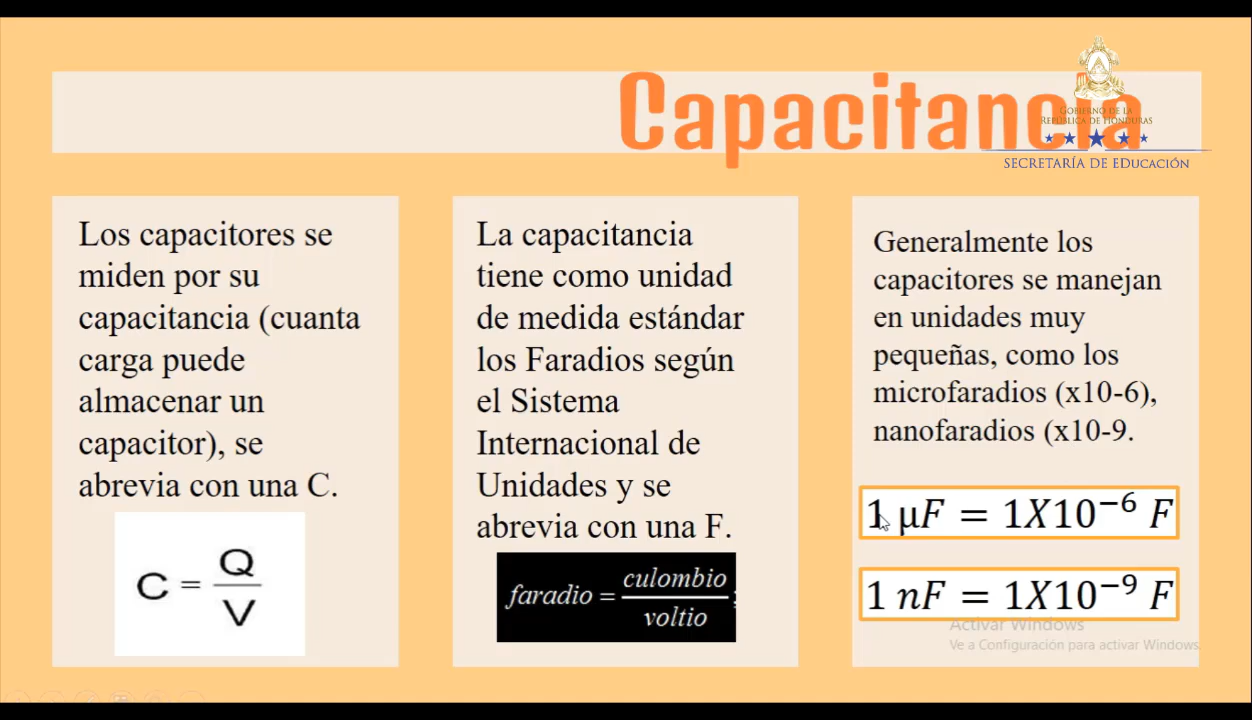 Capacitancia
GOBIERNO DE LA
REPÚBLICA DE HONDURAS
SECRETARÍA DE EDUCACIÓN
Los capacitores se
miden por su
capacitancia (cuanta
carga puede
almacenar un
capacitor), se
abrevia con una C.
C = Q
V
La capacitancia
tiene como unidad
de medida estándar
los Faradios según
el Sistema
Internacional de
Unidades y se
abrevia con una F.
faradio = culombio
voltio
Generalmente los
capacitores se manejan
en unidades muy
pequeñas, como los
microfaradios (x10-6),
nanofaradios (x10-9.
1 μF = 1X10⁻⁶ F
1 nF = 1X10⁻⁹ F
Activar Windows
Ve a Configuración para activar Windows.